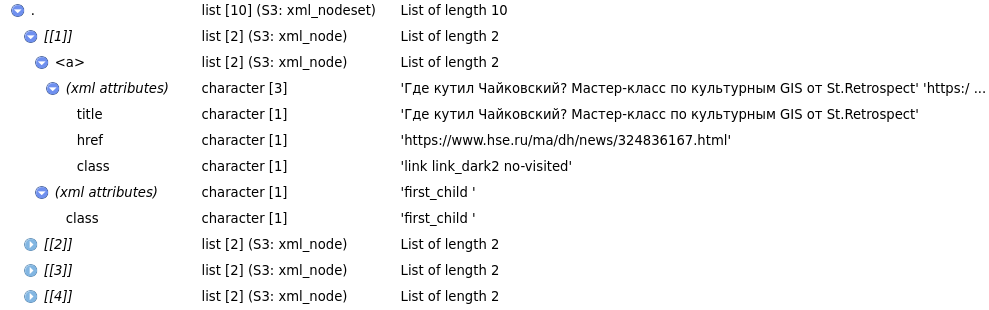 . list [10] (S3: xml_nodeset) List of length 10
[[1]] list [2] (S3: xml_node) List of length 2
<a> list [2] (S3: xml_node) List of length 2
(xml attributes) character [3] 'Где кутил Чайковский? Мастер-класс по культурным GIS от St.Retrospect' 'https:/ ...
title character [1] 'Где кутил Чайковский? Мастер-класс по культурным GIS от St.Retrospect'
href character [1] 'https://www.hse.ru/ma/dh/news/324836167.html'
class character [1] 'link link_dark2 no-visited'
(xml attributes) character [1] 'first_child '
class character [1] 'first_child '
[[2]] list [2] (S3: xml_node) List of length 2
[[3]] list [2] (S3: xml_node) List of length 2
[[4]] list [2] (S3: xml_node) List of length 2